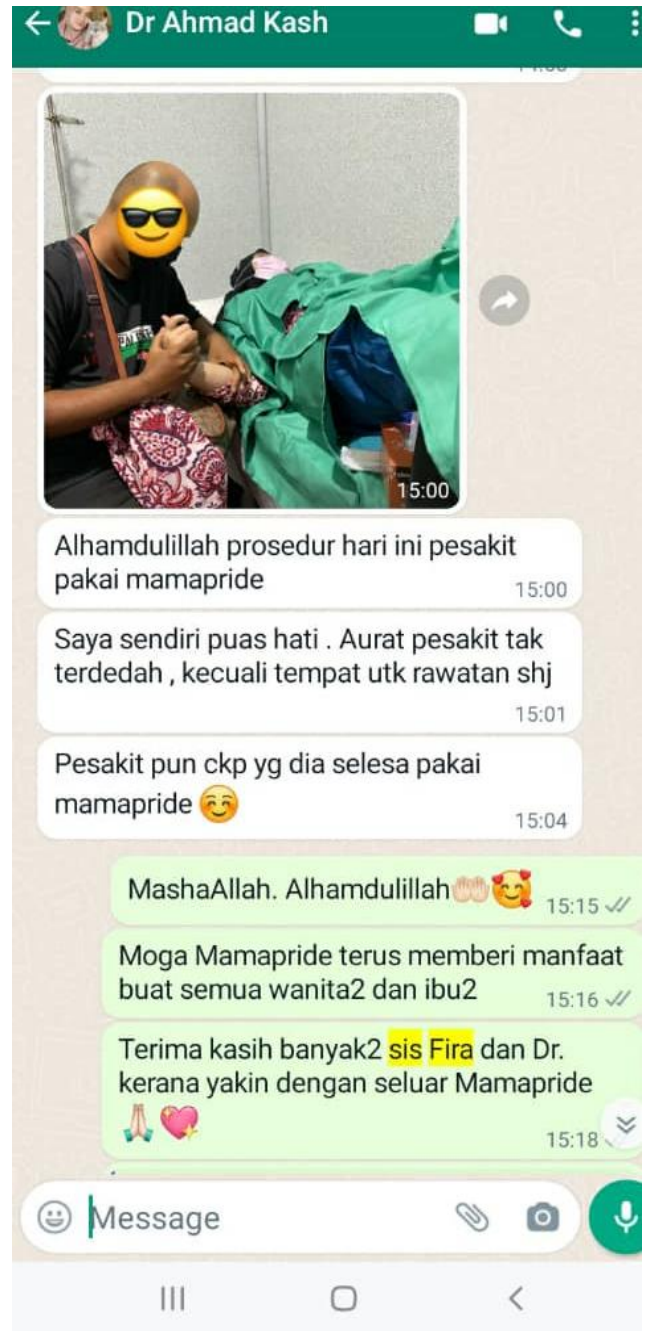 Dr Ahmad Kash
15:00
Alhamdulillah prosedur hari ini pesakit
pakai mamapride
15:00
Saya sendiri puas hati . Aurat pesakit tak
terdedah , kecuali tempat utk rawatan shj
15:01
Pesakit pun ckp yg dia selesa pakai
mamapride ☺️
15:04
MashaAllah. Alhamdulillah🤲🏻🥰
15:15
Moga Mamapride terus memberi manfaat
buat semua wanita2 dan ibu2
15:16
Terima kasih banyak2 sis Fira dan Dr.
kerana yakin dengan seluar Mamapride
🙏🏻💖
15:18
Message